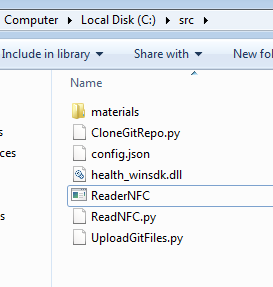 Computer Local Disk (C:) src
Include in library Share with New fol
Name
materials
CloneGitRepo.py
config.json
health_winsdk.dll
ReaderNFC
ReadNFC.py
UploadGitFiles.py
ces
s